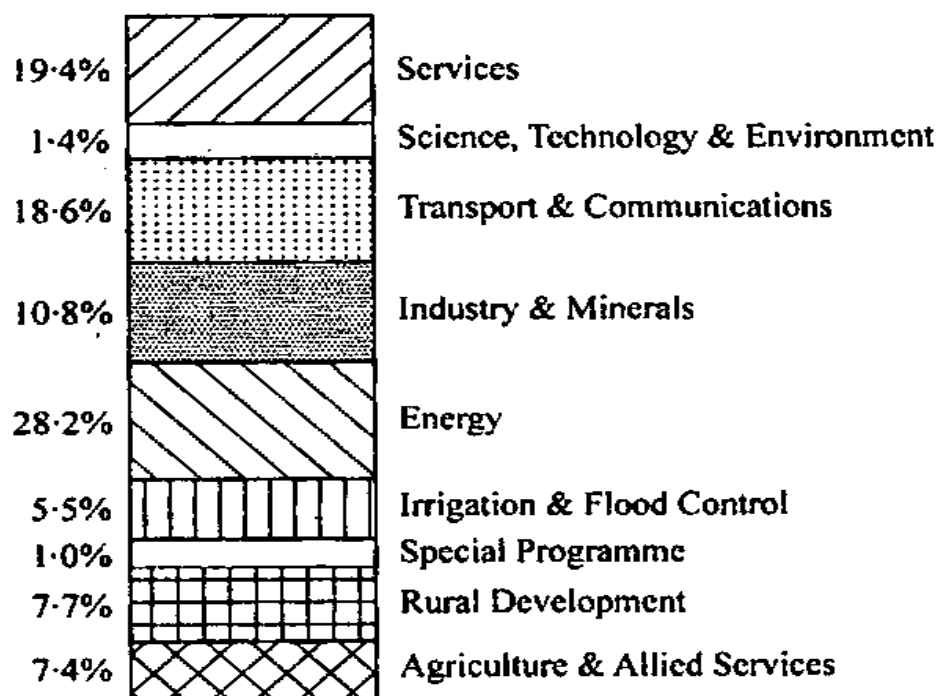 19·4% Services
1·4% Science, Technology & Environment
18·6% Transport & Communications
10·8% Industry & Minerals
28·2% Energy
5·5% Irrigation & Flood Control
1·0% Special Programme
7·7% Rural Development
7·4% Agriculture & Allied Services